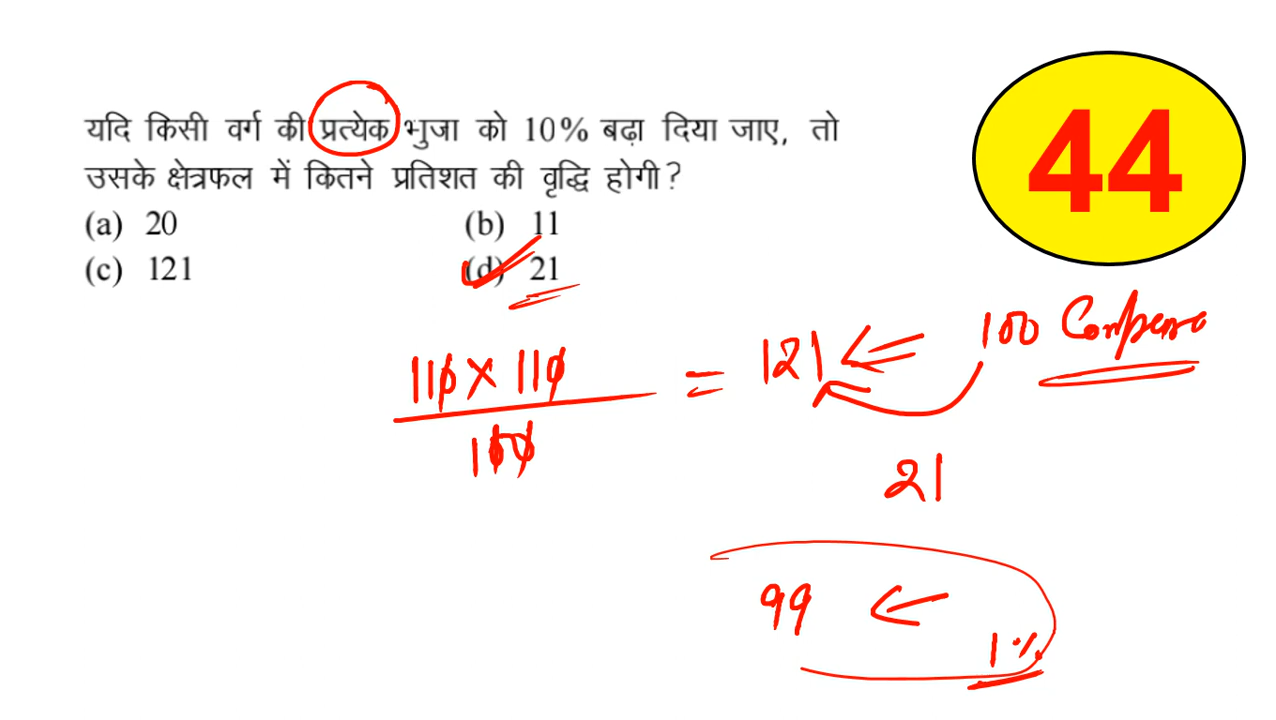 यदि किसी वर्ग की प्रत्येक भुजा को 10% बढ़ा दिया जाए, तो
उसके क्षेत्रफल में कितने प्रतिशत की वृद्धि होगी?
(a) 20 (b) 11
(c) 121 (d) 21
44
110 × 110
100
= 121
100
21
99
1%